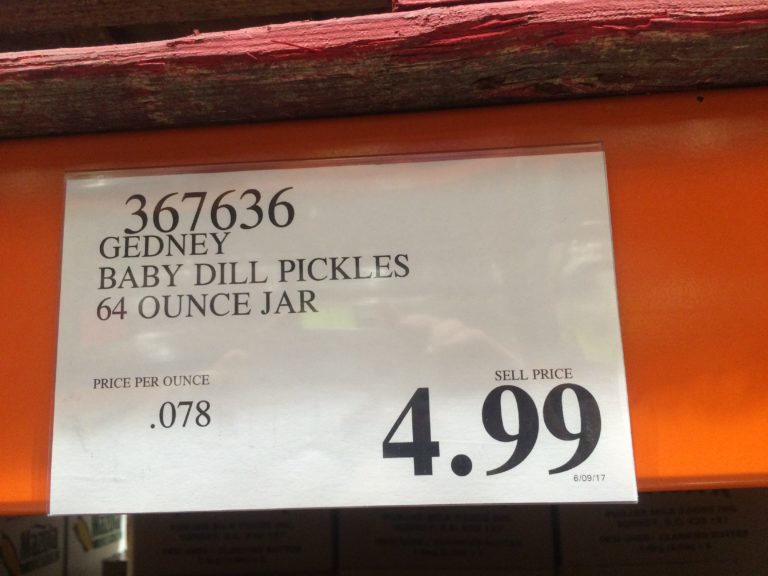 367636
GEDNEY
BABY DILL PICKLES
64 OUNCE JAR
PRICE PER OUNCE
.078
SELL PRICE
4.99
6/09/17
Mazola